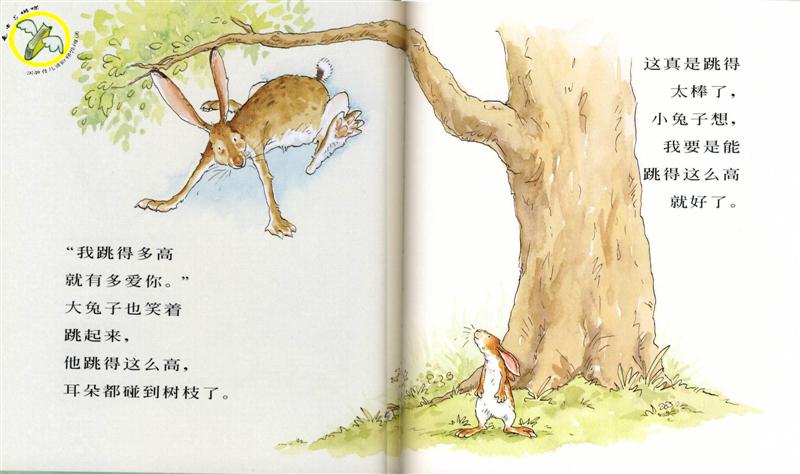 “我跳得多高
就有多爱你。”
大兔子也笑着
跳起来，
他跳得这么高，
耳朵都碰到树枝了。
这真是跳得
太棒了，
小兔子想，
我要是能
跳得这么高
就好了。